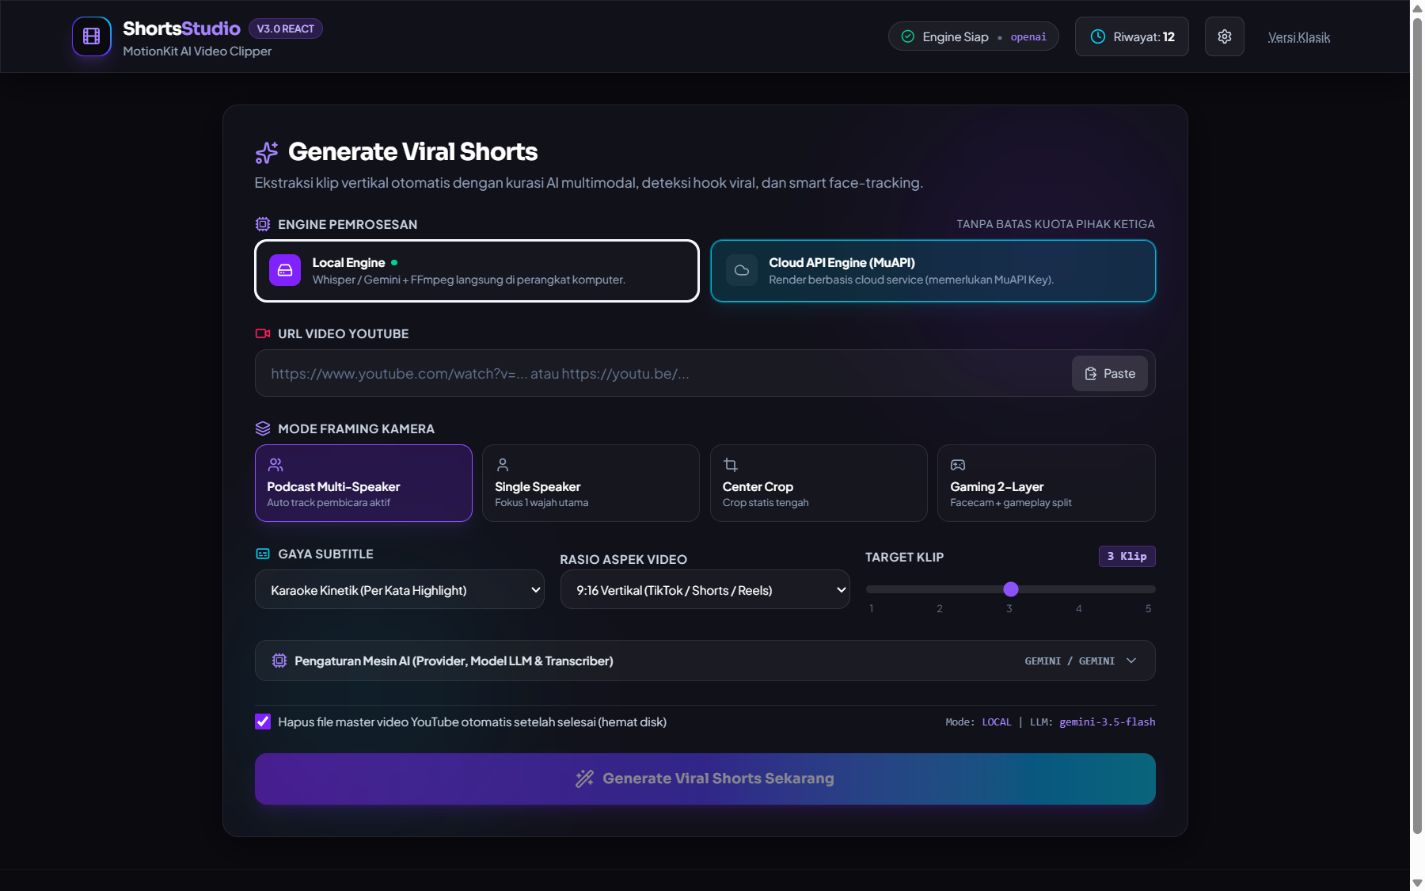 ShortsStudio V3.0 REACT
MotionKit AI Video Clipper
Engine Siap • openai
Riwayat: 12
Versi Klasik
Generate Viral Shorts
Ekstraksi klip vertikal otomatis dengan kurasi AI multimodal, deteksi hook viral, dan smart face-tracking.
ENGINE PEMROSESAN
TANPA BATAS KUOTA PIHAK KETIGA
Local Engine
Whisper / Gemini + FFmpeg langsung di perangkat komputer.
Cloud API Engine (MuAPI)
Render berbasis cloud service (memerlukan MuAPI Key).
URL VIDEO YOUTUBE
https://www.youtube.com/watch?v=... atau https://youtu.be/...
Paste
MODE FRAMING KAMERA
Podcast Multi-Speaker
Auto track pembicara aktif
Single Speaker
Fokus 1 wajah utama
Center Crop
Crop statis tengah
Gaming 2-Layer
Facecam + gameplay split
GAYA SUBTITLE
Karaoke Kinetik (Per Kata Highlight)
RASIO ASPEK VIDEO
9:16 Vertikal (TikTok / Shorts / Reels)
TARGET KLIP
3 Klip
1 2 3 4 5
Pengaturan Mesin AI (Provider, Model LLM & Transcriber)
GEMINI / GEMINI
Hapus file master video YouTube otomatis setelah selesai (hemat disk)
Mode: LOCAL | LLM: gemini-3.5-flash
Generate Viral Shorts Sekarang